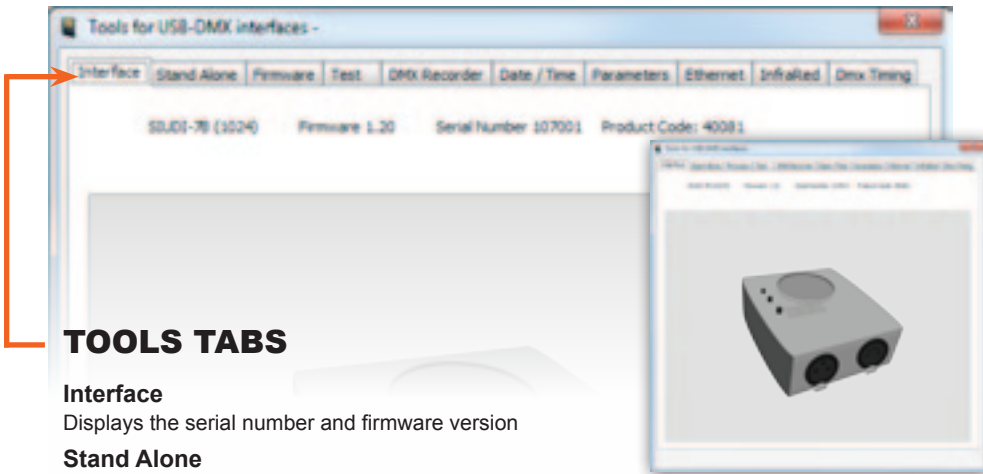 Tools for USB-DMX interfaces -
Interface Stand Alone Firmware Test DMX Recorder Date / Time Parameters Ethernet InfraRed Dmx Timing
SIUDI-7B (1024) Firmware 1.20 Serial Number 107001 Product Code: 40081
TOOLS TABS
Interface
Displays the serial number and firmware version
Stand Alone